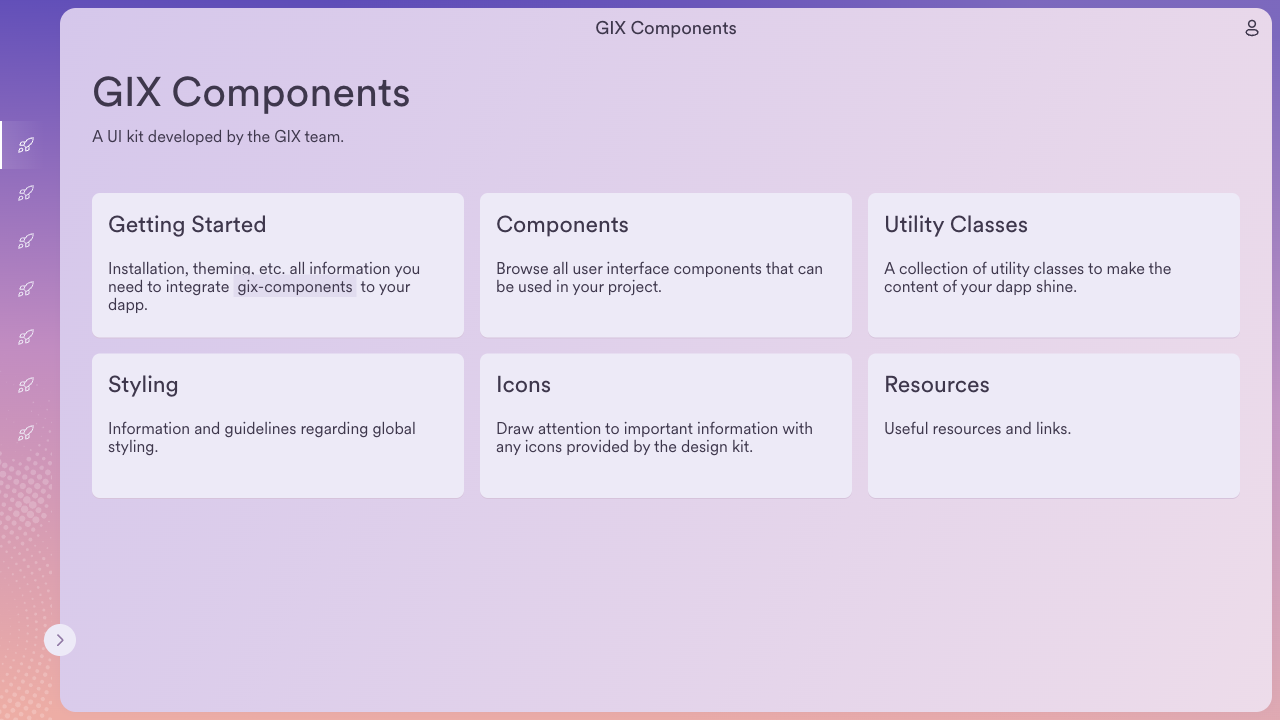 GIX Components
GIX Components
A UI kit developed by the GIX team.
Getting Started
Installation, theming, etc. all information you
need to integrate gix-components to your
dapp.
Components
Browse all user interface components that can
be used in your project.
Utility Classes
A collection of utility classes to make the
content of your dapp shine.
Styling
Information and guidelines regarding global
styling.
Icons
Draw attention to important information with
any icons provided by the design kit.
Resources
Useful resources and links.